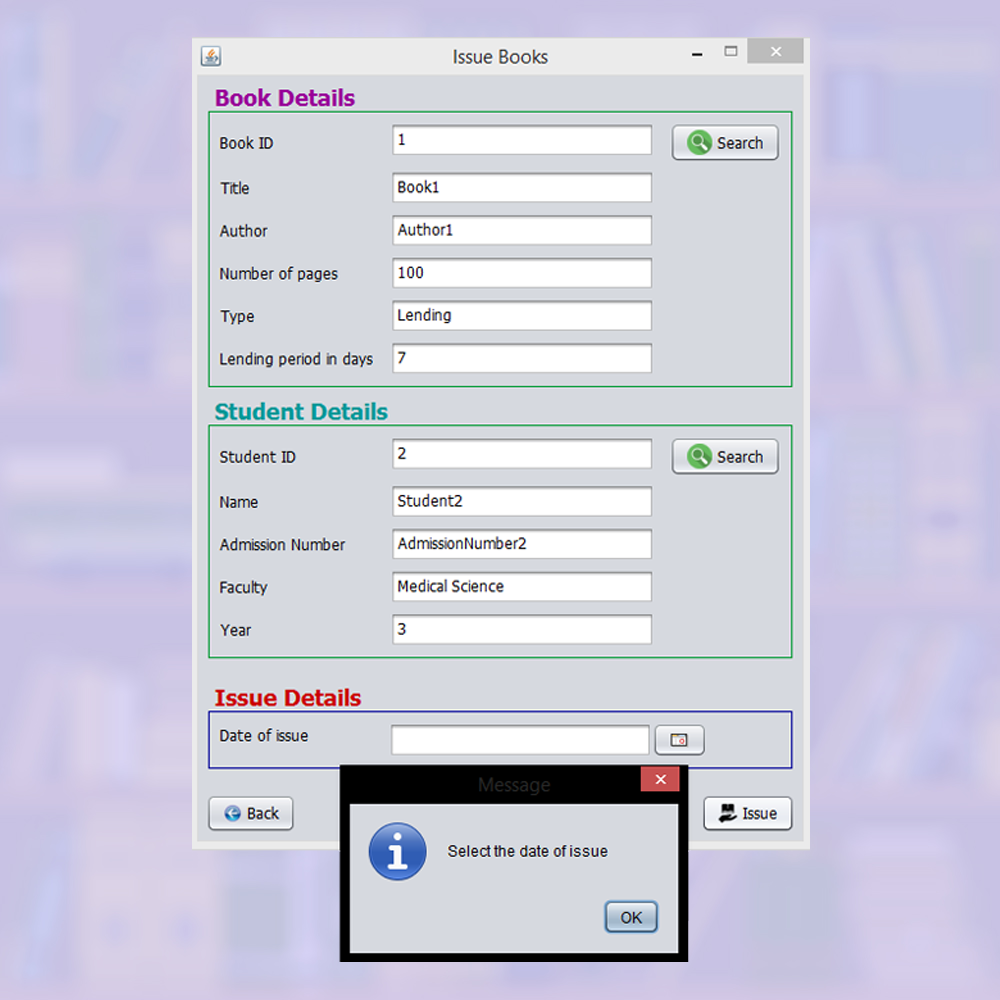 Issue Books
Book Details
Book ID 1 Search
Title Book1
Author Author1
Number of pages 100
Type Lending
Lending period in days 7
Student Details
Student ID 2 Search
Name Student2
Admission Number AdmissionNumber2
Faculty Medical Science
Year 3
Issue Details
Date of issue
Back Issue
Message
Select the date of issue
OK